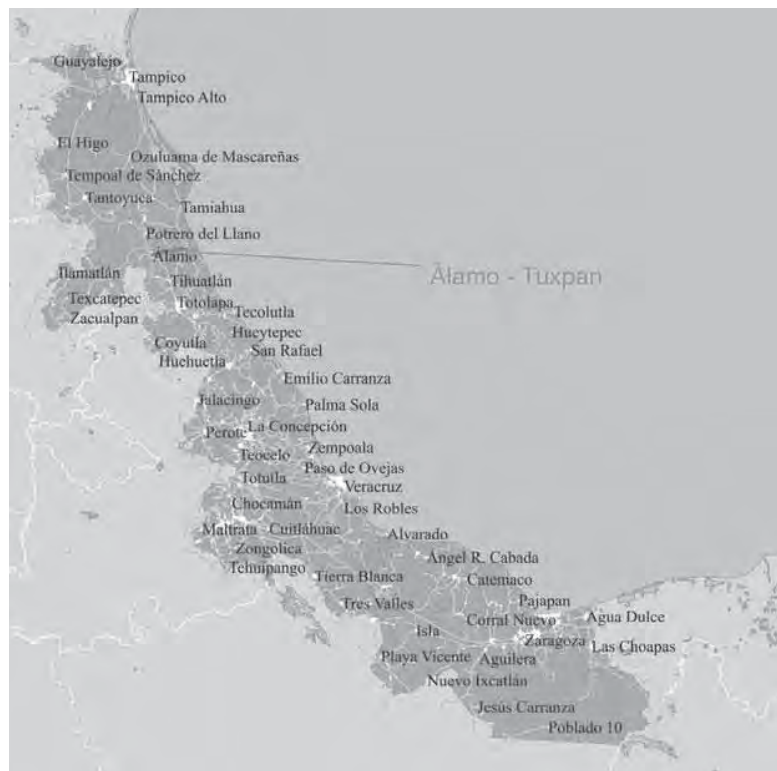 Guayalejo
Tampico
Tampico Alto
El Higo
Ozuluama de Mascareñas
Tempoal de Sánchez
Tantoyuca
Tamiahua
Potrero del Llano
Álamo
Álamo - Tuxpan
Ilamatlán
Tihuatlán
Texcatepec
Totolapa
Zacualpan
Tecolutla
Hueytepec
Coyutla
San Rafael
Huehuetla
Emilio Carranza
Jalacingo
Palma Sola
La Concepción
Perote
Zempoala
Teocelo
Paso de Ovejas
Totutla
Veracruz
Chocamán
Los Robles
Maltrata
Cuitláhuac
Alvarado
Zongolica
Ángel R. Cabada
Tehuipango
Tierra Blanca
Catemaco
Tres Valles
Pajapan
Corral Nuevo
Agua Dulce
Isla
Zaragoza
Las Choapas
Playa Vicente
Aguilera
Nuevo Ixcatlán
Jesús Carranza
Poblado 10